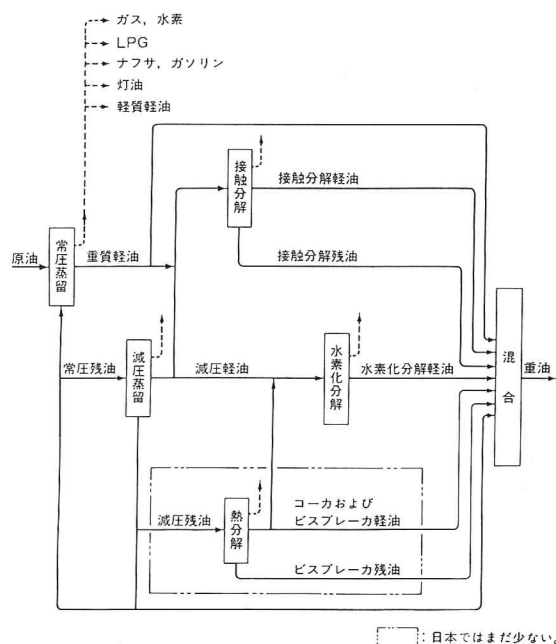 ガス，水素
LPG
ナフサ，ガソリン
灯油
軽質軽油
接触分解
接触分解軽油
常圧蒸留
原油
重質軽油
接触分解残油
混合
常圧残油
減圧蒸留
減圧軽油
水素化分解
水素化分解軽油
重油
減圧残油
熱分解
コーカおよび
ビスブレーカ軽油
ビスブレーカ残油
：日本ではまだ少ない。